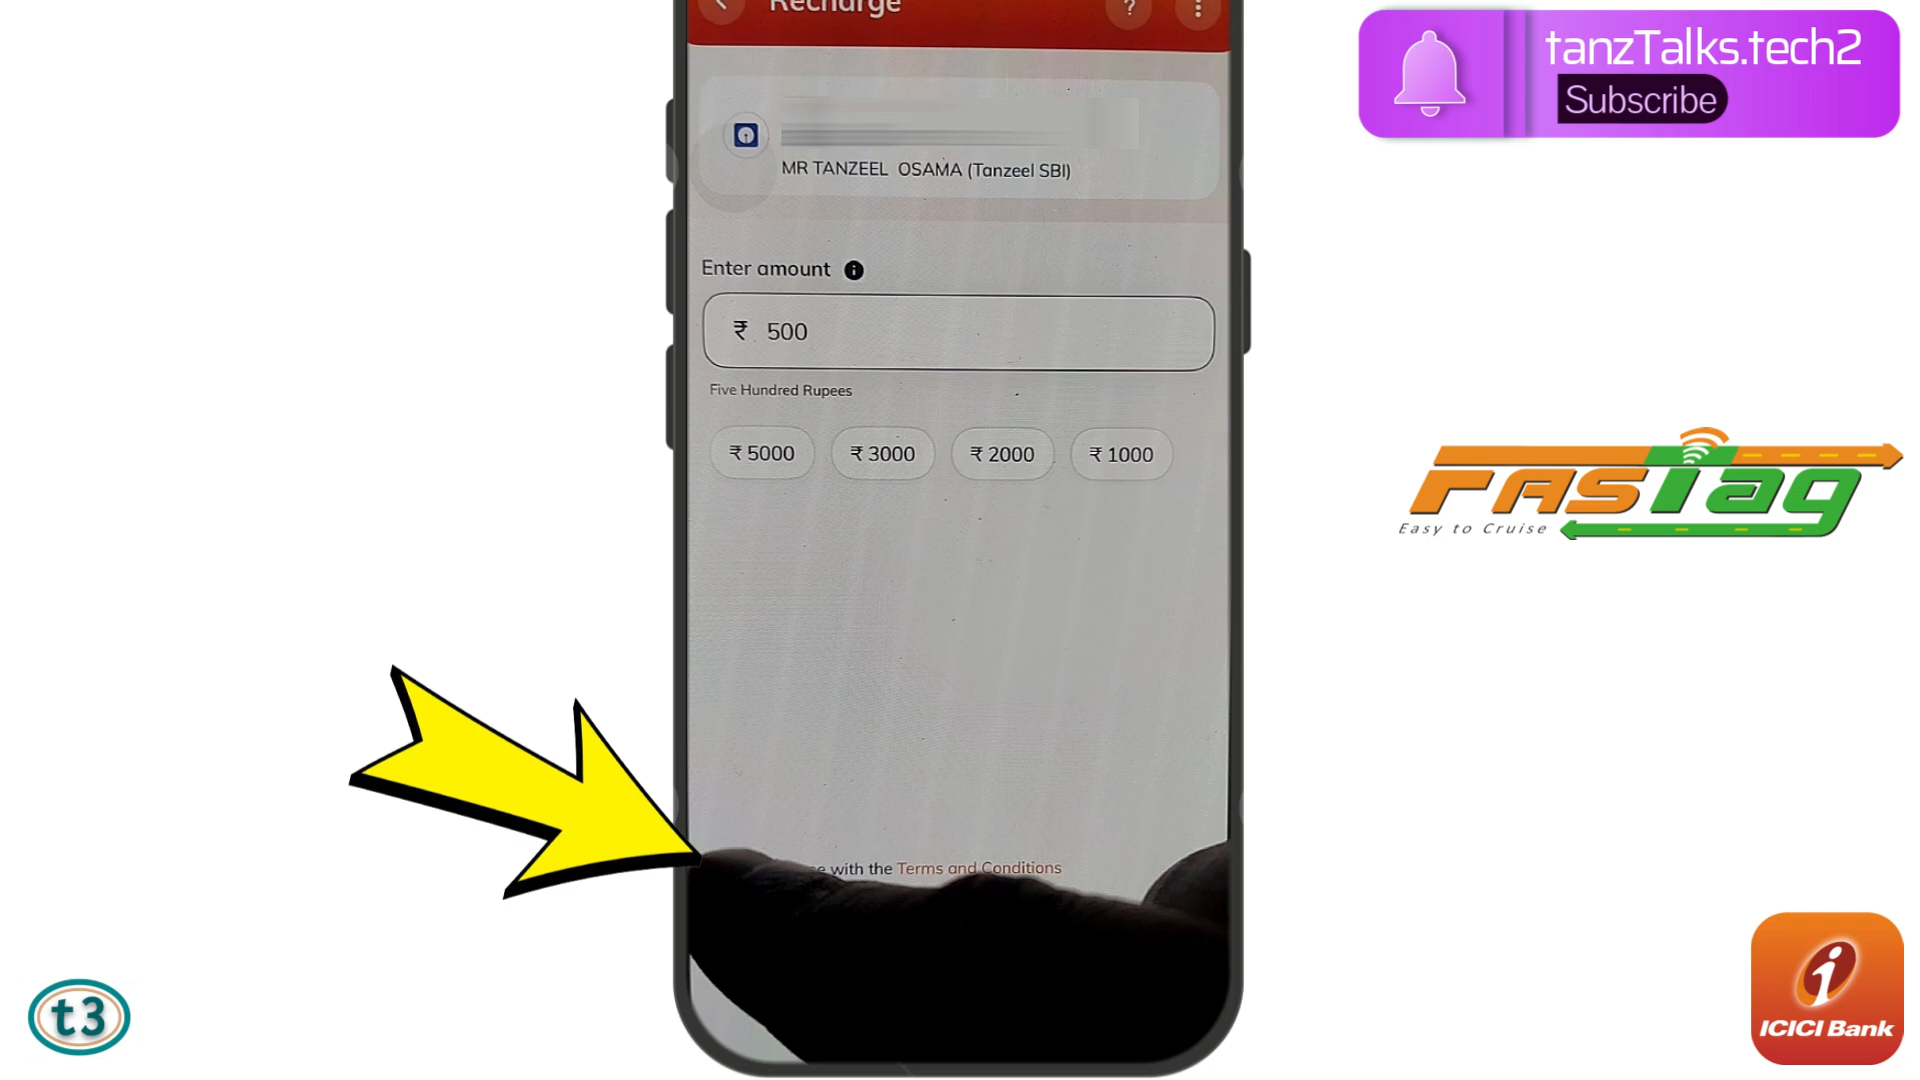 Recharge
?
tanzTalks.tech2
Subscribe
MR TANZEEL OSAMA (Tanzeel SBI)
Enter amount
₹ 500
Five Hundred Rupees
₹ 5000 ₹ 3000 ₹ 2000 ₹ 1000
FASTag
Easy to Cruise
with the Terms and Conditions
t3
ICICI Bank